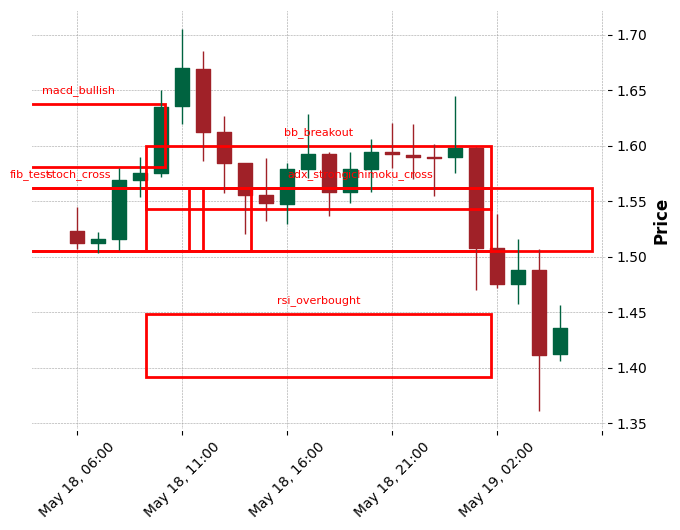 1.70
macd_bullish
1.65
bb_breakout
1.60
fib_test
stoch_cross
adx_strong
ichimoku_cross
1.55
Price
1.50
rsi_overbought
1.45
1.40
1.35
May 18, 06:00
May 18, 11:00
May 18, 16:00
May 18, 21:00
May 19, 02:00